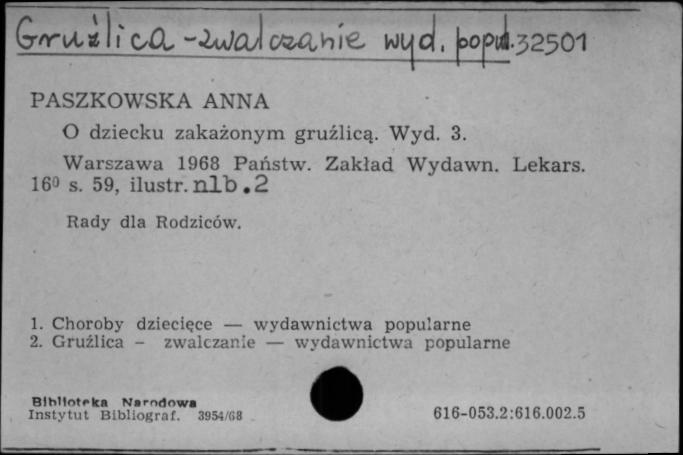 Gruźlica - zwalczanie wyd. popul. 32501
PASZKOWSKA ANNA
O dziecku zakażonym gruźlicą. Wyd. 3.
Warszawa 1968 Państw. Zakład Wydawn. Lekars.
16⁰ s. 59, ilustr. nlb.2
Rady dla Rodziców.
1. Choroby dziecięce — wydawnictwa popularne
2. Gruźlica - zwalczanie — wydawnictwa popularne
Biblioteka Narodowa
Instytut Bibliograf. 3954/68
616-053.2:616.002.5